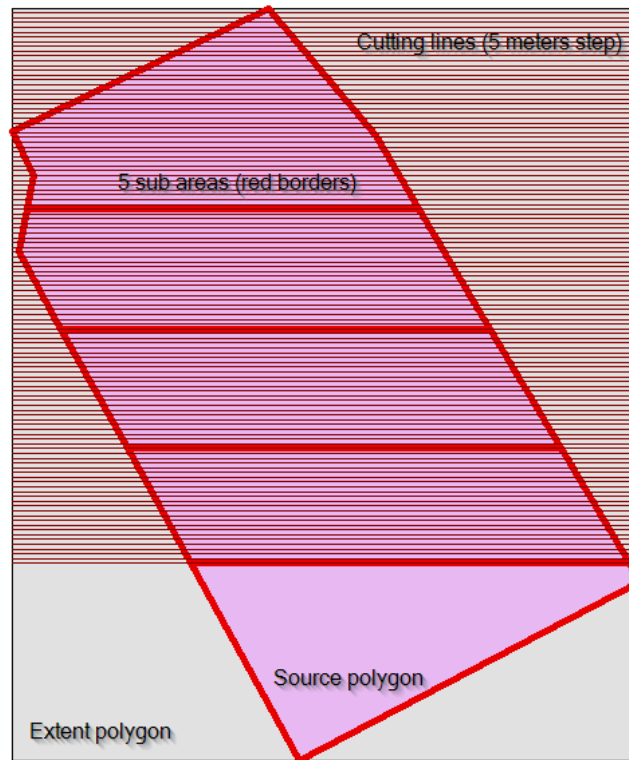 Cutting lines (5 meters step)
5 sub areas (red borders)
Source polygon
Extent polygon